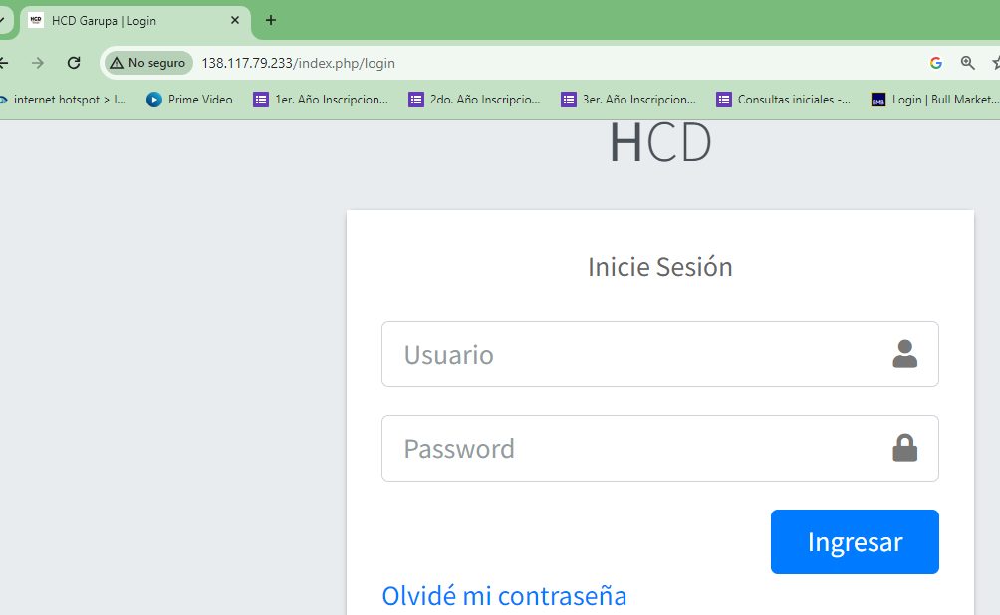 HCD HCD Garupa | Login
No seguro 138.117.79.233/index.php/login
internet hotspot > I... Prime Video 1er. Año Inscripcion... 2do. Año Inscripcio... 3er. Año Inscripcion... Consultas iniciales -... BMB Login | Bull Market...
HCD
Inicie Sesión
Usuario
Password
Ingresar
Olvidé mi contraseña